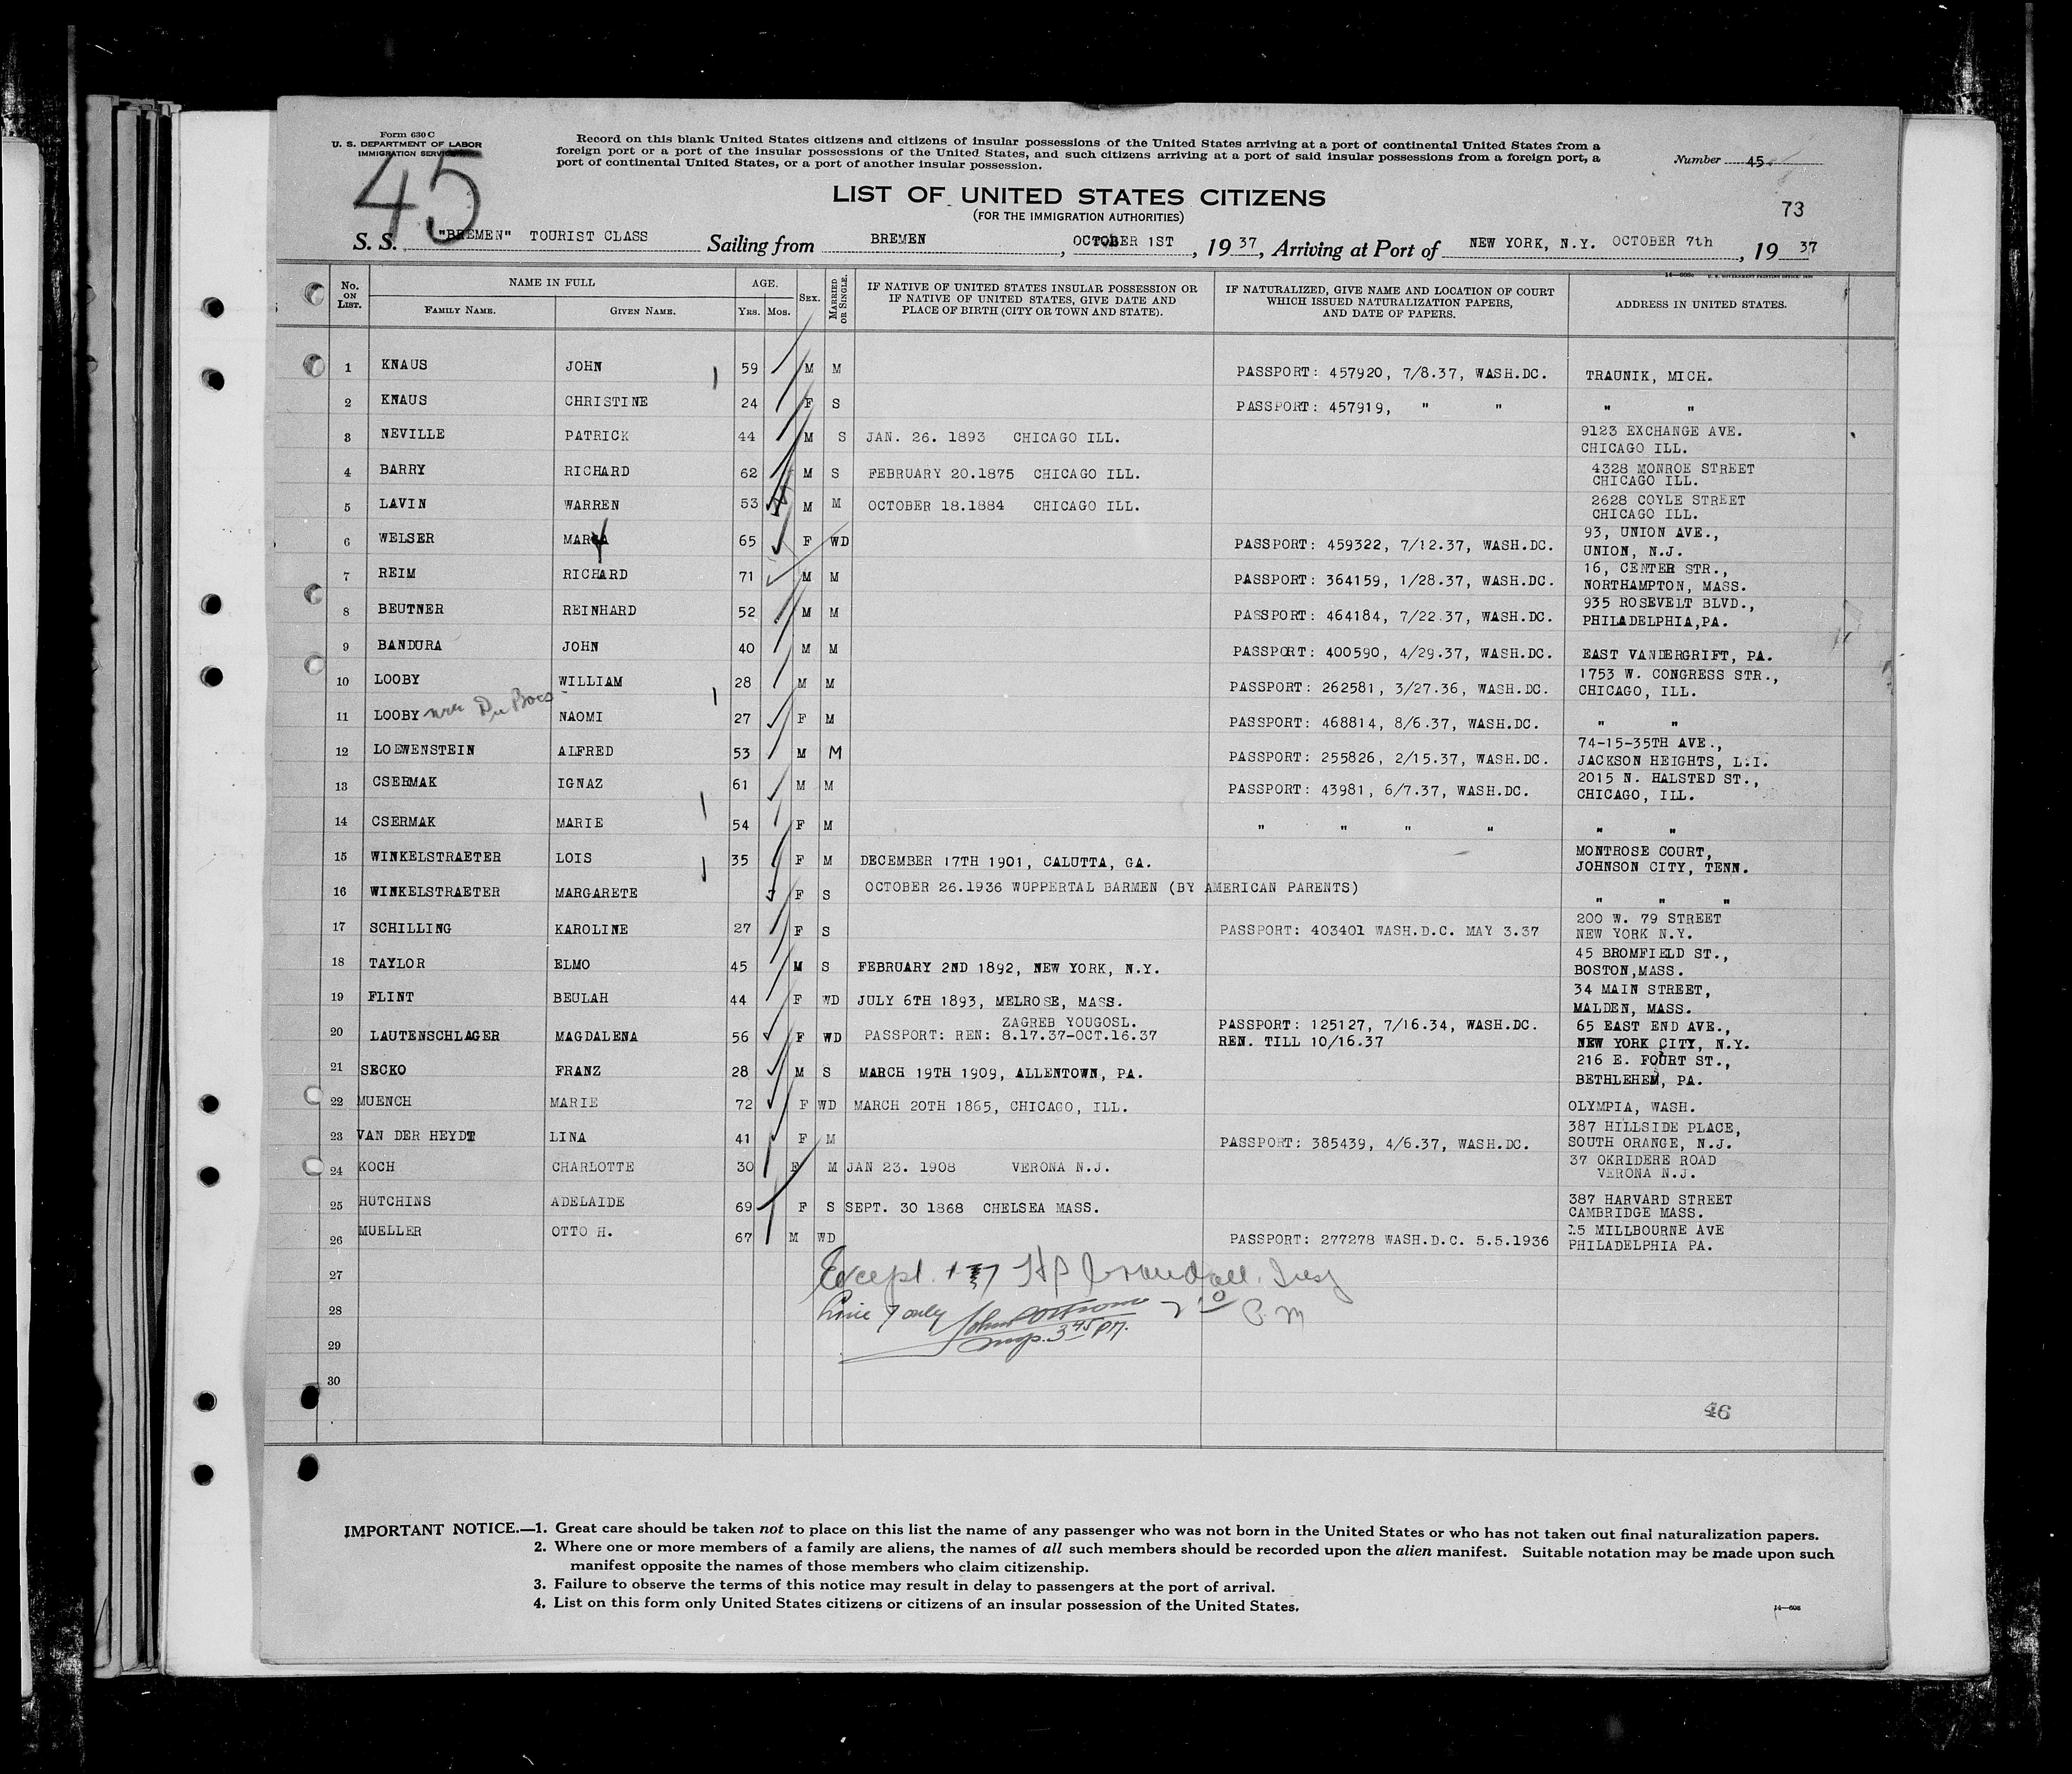 Form 630 C
U. S. DEPARTMENT OF LABOR
IMMIGRATION SERVICE
45
Record on this blank United States citizens and citizens of insular possessions of the United States arriving at a port of continental United States from a
foreign port or a port of the insular possessions of the United States, and such citizens arriving at a port of said insular possessions from a foreign port, a
port of continental United States, or a port of another insular possession.
Number 45
LIST OF UNITED STATES CITIZENS
(FOR THE IMMIGRATION AUTHORITIES)
73
S. S. "BREMEN" TOURIST CLASS Sailing from BREMEN, OCTOBER 1ST, 19 37, Arriving at Port of NEW YORK, N.Y. OCTOBER 7th, 19 37
No. ON LIST. NAME IN FULL FAMILY NAME. GIVEN NAME. AGE. YRS. MOS. SEX. MARRIED OR SINGLE. IF NATIVE OF UNITED STATES INSULAR POSSESSION OR IF NATIVE OF UNITED STATES, GIVE DATE AND PLACE OF BIRTH (CITY OR TOWN AND STATE). IF NATURALIZED, GIVE NAME AND LOCATION OF COURT WHICH ISSUED NATURALIZATION PAPERS, AND DATE OF PAPERS. ADDRESS IN UNITED STATES.
1 KNAUS JOHN 59 M M PASSPORT: 457920, 7/8.37, WASH.DC. TRAUNIK, MICH.
2 KNAUS CHRISTINE 24 F S PASSPORT: 457919, " " " "
3 NEVILLE PATRICK 44 M S JAN. 26. 1893 CHICAGO ILL. 9123 EXCHANGE AVE. CHICAGO ILL.
4 BARRY RICHARD 62 M S FEBRUARY 20.1875 CHICAGO ILL. 4328 MONROE STREET CHICAGO ILL.
5 LAVIN WARREN 53 M M OCTOBER 18.1884 CHICAGO ILL. 2628 COYLE STREET CHICAGO ILL.
6 WELSER MARY 65 F WD PASSPORT: 459322, 7/12.37, WASH.DC. 93, UNION AVE., UNION, N.J.
7 REIM RICHARD 71 M M PASSPORT: 364159, 1/28.37, WASH.DC. 16, CENTER STR., NORTHAMPTON, MASS.
8 BEUTNER REINHARD 52 M M PASSPORT: 464184, 7/22.37, WASH.DC. 935 ROSEVELT BLVD., PHILADELPHIA,PA.
9 BANDURA JOHN 40 M M PASSPORT: 400590, 4/29.37, WASH.DC. EAST VANDERGRIFT, PA.
10 LOOBY WILLIAM 28 M M PASSPORT: 262581, 3/27.36, WASH.DC. 1753 W. CONGRESS STR., CHICAGO, ILL.
11 LOOBY nee Du Bois NAOMI 27 F M PASSPORT: 468814, 8/6.37, WASH.DC. " "
12 LOEWENSTEIN ALFRED 53 M M PASSPORT: 255826, 2/15.37, WASH.DC. 74-15-35TH AVE., JACKSON HEIGHTS, L.I.
13 CSERMAK IGNAZ 61 M M PASSPORT: 43981, 6/7.37, WASH.DC. 2015 N. HALSTED ST., CHICAGO, ILL.
14 CSERMAK MARIE 54 F M " " " " " "
15 WINKELSTRAETER LOIS 35 F M DECEMBER 17TH 1901, CALUTTA, GA. MONTROSE COURT, JOHNSON CITY, TENN.
16 WINKELSTRAETER MARGARETE F S OCTOBER 26.1936 WUPPERTAL BARMEN (BY AMERICAN PARENTS) " " "
17 SCHILLING KAROLINE 27 F S PASSPORT: 403401 WASH.D.C. MAY 3.37 200 W. 79 STREET NEW YORK N.Y.
18 TAYLOR ELMO 45 M S FEBRUARY 2ND 1892, NEW YORK, N.Y. 45 BROMFIELD ST., BOSTON,MASS.
19 FLINT BEULAH 44 F WD JULY 6TH 1893, MELROSE, MASS. 34 MAIN STREET, MALDEN, MASS.
20 LAUTENSCHLAGER MAGDALENA 56 F WD ZAGREB YOUGOSL. PASSPORT: REN: 8.17.37-OCT.16.37 PASSPORT: 125127, 7/16.34, WASH.DC. REN. TILL 10/16.37 65 EAST END AVE., NEW YORK CITY, N.Y.
21 SECKO FRANZ 28 M S MARCH 19TH 1909, ALLENTOWN, PA. 216 E. FOURT ST., BETHLEHEM, PA.
22 MUENCH MARIE 72 F WD MARCH 20TH 1865, CHICAGO, ILL. OLYMPIA, WASH.
23 VAN DER HEYDT LINA 41 F M PASSPORT: 385439, 4/6.37, WASH.DC. 387 HILLSIDE PLACE, SOUTH ORANGE, N.J.
24 KOCH CHARLOTTE 30 F M JAN 23. 1908 VERONA N.J. 37 OKRIDERE ROAD VERONA N.J.
25 HUTCHINS ADELAIDE 69 F S SEPT. 30 1868 CHELSEA MASS. 387 HARVARD STREET CAMBRIDGE MASS.
26 MUELLER OTTO H. 67 M WD PASSPORT: 277278 WASH.D.C. 5.5.1936 15 MILLBOURNE AVE PHILADELPHIA PA.
27 Except 7
28 Line 7 only P.M
insp. 3 45 PM.
29
30
46
IMPORTANT NOTICE.—1. Great care should be taken not to place on this list the name of any passenger who was not born in the United States or who has not taken out final naturalization papers.
2. Where one or more members of a family are aliens, the names of all such members should be recorded upon the alien manifest. Suitable notation may be made upon such
manifest opposite the names of those members who claim citizenship.
3. Failure to observe the terms of this notice may result in delay to passengers at the port of arrival.
4. List on this form only United States citizens or citizens of an insular possession of the United States.